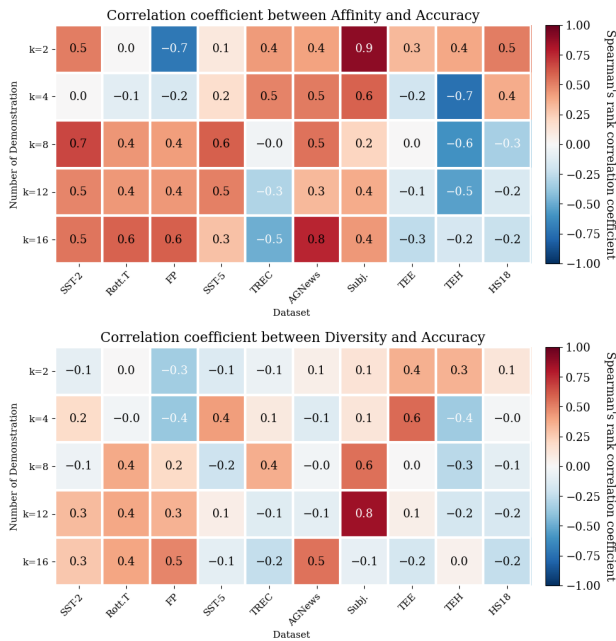 Correlation coefficient between Affinity and Accuracy
Number of Demonstration
k=2 0.5 0.0 −0.7 0.1 0.4 0.4 0.9 0.3 0.4 0.5
k=4 0.0 −0.1 −0.2 0.2 0.5 0.5 0.6 −0.2 −0.7 0.4
k=8 0.7 0.4 0.4 0.6 −0.0 0.5 0.2 0.0 −0.6 −0.3
k=12 0.5 0.4 0.4 0.5 −0.3 0.3 0.4 −0.1 −0.5 −0.2
k=16 0.5 0.6 0.6 0.3 −0.5 0.8 0.4 −0.3 −0.2 −0.2
SST-2 Rott.T FP SST-5 TREC AGNews Subj. TEE TEH HS18
Dataset
1.00
0.75
0.50
0.25
0.00
−0.25
−0.50
−0.75
−1.00
Spearman's rank correlation coefficient
Correlation coefficient between Diversity and Accuracy
Number of Demonstration
k=2 −0.1 0.0 −0.3 −0.1 −0.1 0.1 0.1 0.4 0.3 0.1
k=4 0.2 −0.0 −0.4 0.4 0.1 −0.1 0.1 0.6 −0.4 −0.0
k=8 −0.1 0.4 0.2 −0.2 0.4 −0.0 0.6 0.0 −0.3 −0.1
k=12 0.3 0.4 0.3 0.1 −0.1 −0.1 0.8 0.1 −0.2 −0.2
k=16 0.3 0.4 0.5 −0.1 −0.2 0.5 −0.1 −0.2 0.0 −0.2
SST-2 Rott.T FP SST-5 TREC AGNews Subj. TEE TEH HS18
Dataset
1.00
0.75
0.50
0.25
0.00
−0.25
−0.50
−0.75
−1.00
Spearman's rank correlation coefficient